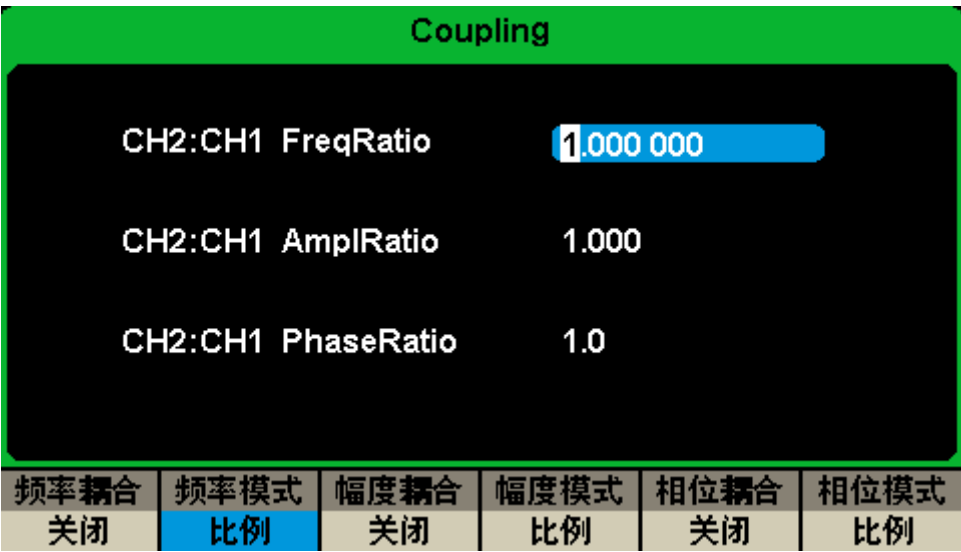 Coupling
CH2:CH1 FreqRatio 1.000 000
CH2:CH1 AmplRatio 1.000
CH2:CH1 PhaseRatio 1.0
频率耦合 频率模式 幅度耦合 幅度模式 相位耦合 相位模式
关闭 比例 关闭 比例 关闭 比例